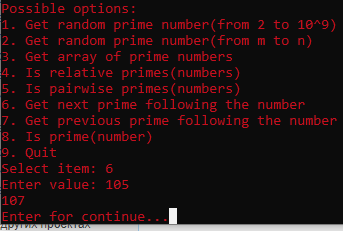 Possible options:
1. Get random prime number(from 2 to 10^9)
2. Get random prime number(from m to n)
3. Get array of prime numbers
4. Is relative primes(numbers)
5. Is pairwise primes(numbers)
6. Get next prime following the number
7. Get previous prime following the number
8. Is prime(number)
9. Quit
Select item: 6
Enter value: 105
107
Enter for continue...
других проектах